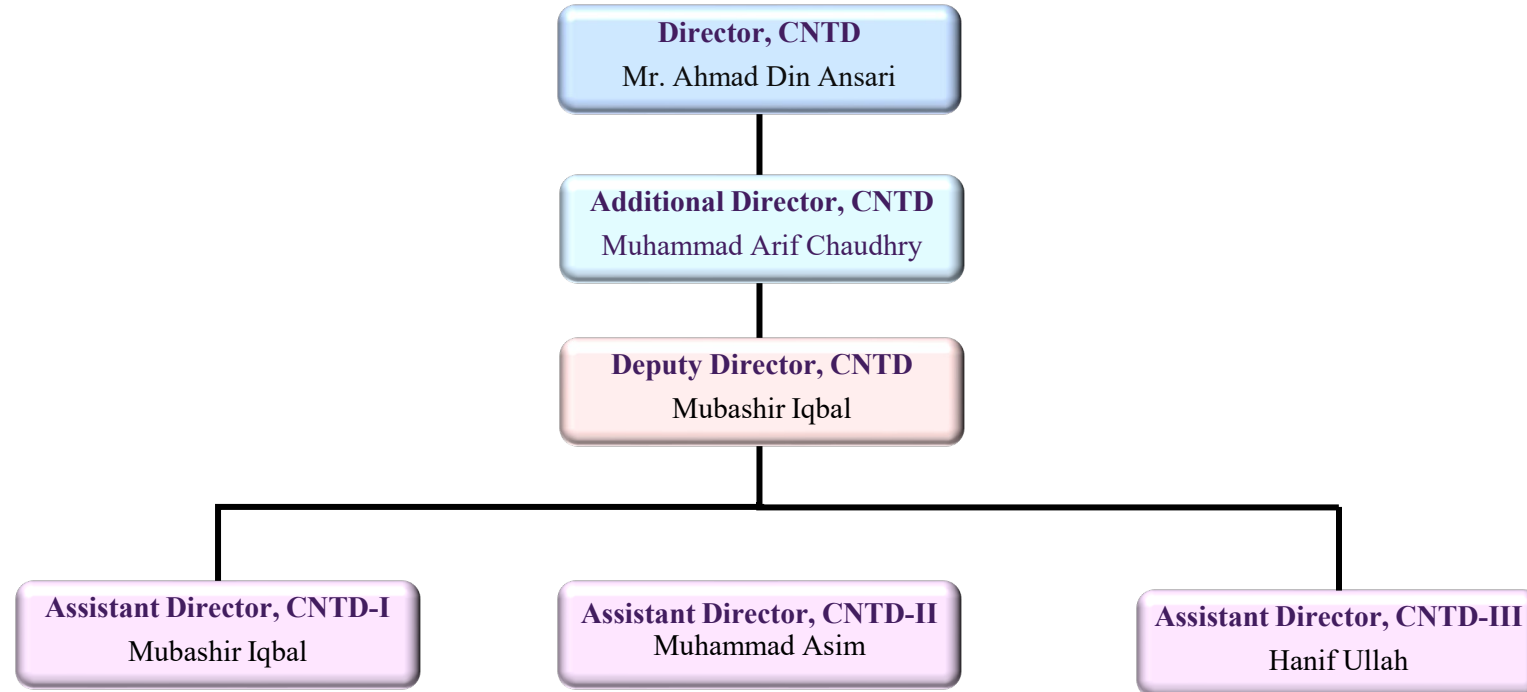 Director, CNTD
Mr. Ahmad Din Ansari
Additional Director, CNTD
Muhammad Arif Chaudhry
Deputy Director, CNTD
Mubashir Iqbal
Assistant Director, CNTD-I
Mubashir Iqbal
Assistant Director, CNTD-II
Muhammad Asim
Assistant Director, CNTD-III
Hanif Ullah